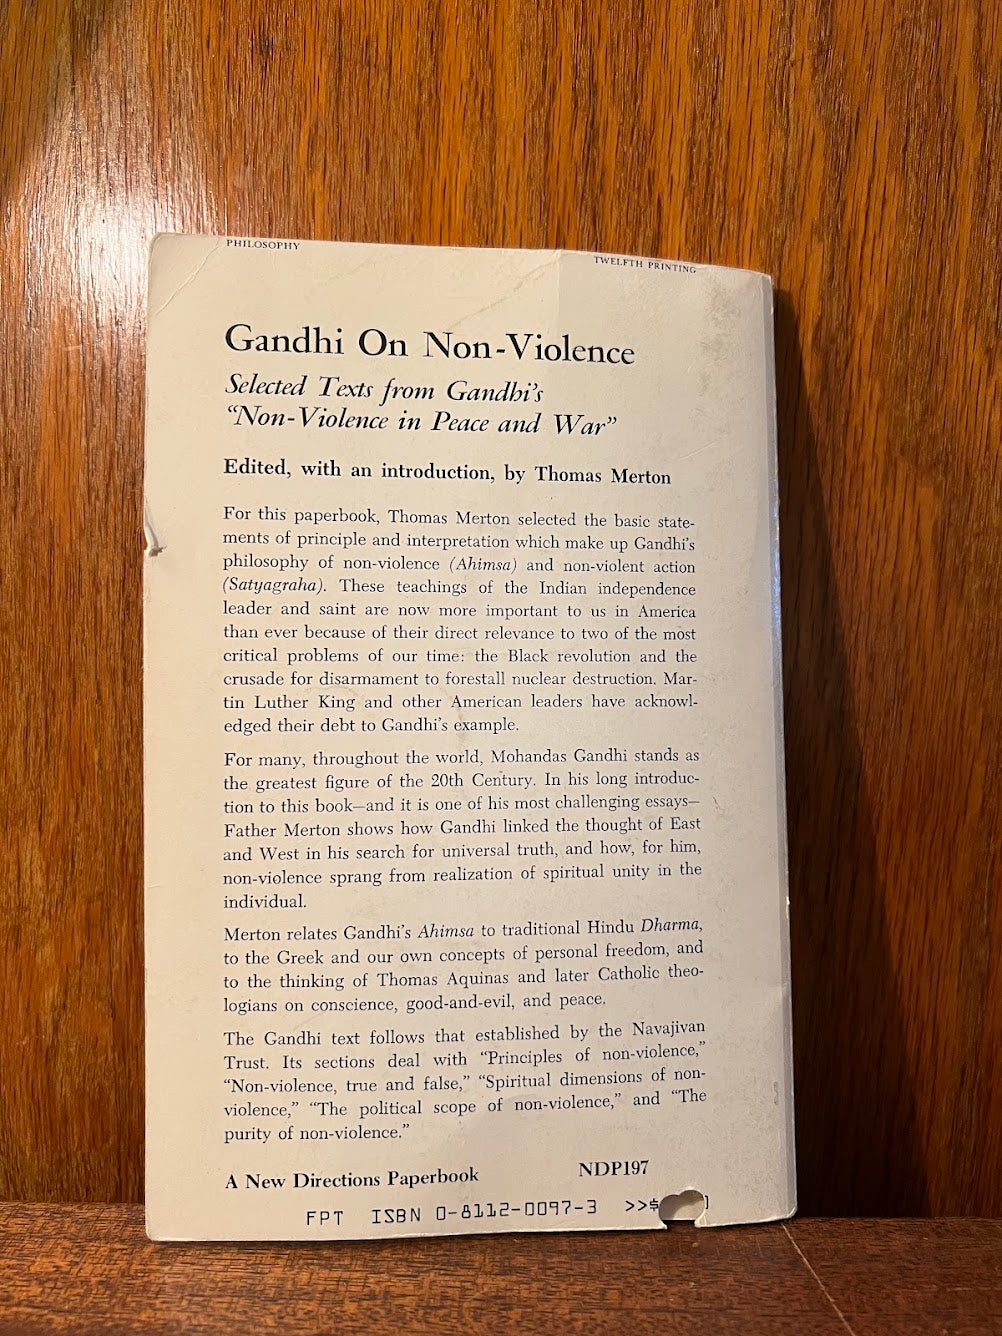 PHILOSOPHY
TWELFTH PRINTING
Gandhi On Non-Violence
Selected Texts from Gandhi's
“Non-Violence in Peace and War”
Edited, with an introduction, by Thomas Merton
For this paperbook, Thomas Merton selected the basic state-
ments of principle and interpretation which make up Gandhi's
philosophy of non-violence (Ahimsa) and non-violent action
(Satyagraha). These teachings of the Indian independence
leader and saint are now more important to us in America
than ever because of their direct relevance to two of the most
critical problems of our time: the Black revolution and the
crusade for disarmament to forestall nuclear destruction. Mar-
tin Luther King and other American leaders have acknowl-
edged their debt to Gandhi's example.
For many, throughout the world, Mohandas Gandhi stands as
the greatest figure of the 20th Century. In his long introduc-
tion to this book—and it is one of his most challenging essays—
Father Merton shows how Gandhi linked the thought of East
and West in his search for universal truth, and how, for him,
non-violence sprang from realization of spiritual unity in the
individual.
Merton relates Gandhi's Ahimsa to traditional Hindu Dharma,
to the Greek and our own concepts of personal freedom, and
to the thinking of Thomas Aquinas and later Catholic theo-
logians on conscience, good-and-evil, and peace.
The Gandhi text follows that established by the Navajivan
Trust. Its sections deal with “Principles of non-violence,”
“Non-violence, true and false,” “Spiritual dimensions of non-
violence,” “The political scope of non-violence,” and “The
purity of non-violence.”
A New Directions Paperbook NDP197
FPT ISBN 0-8112-0097-3 >>$